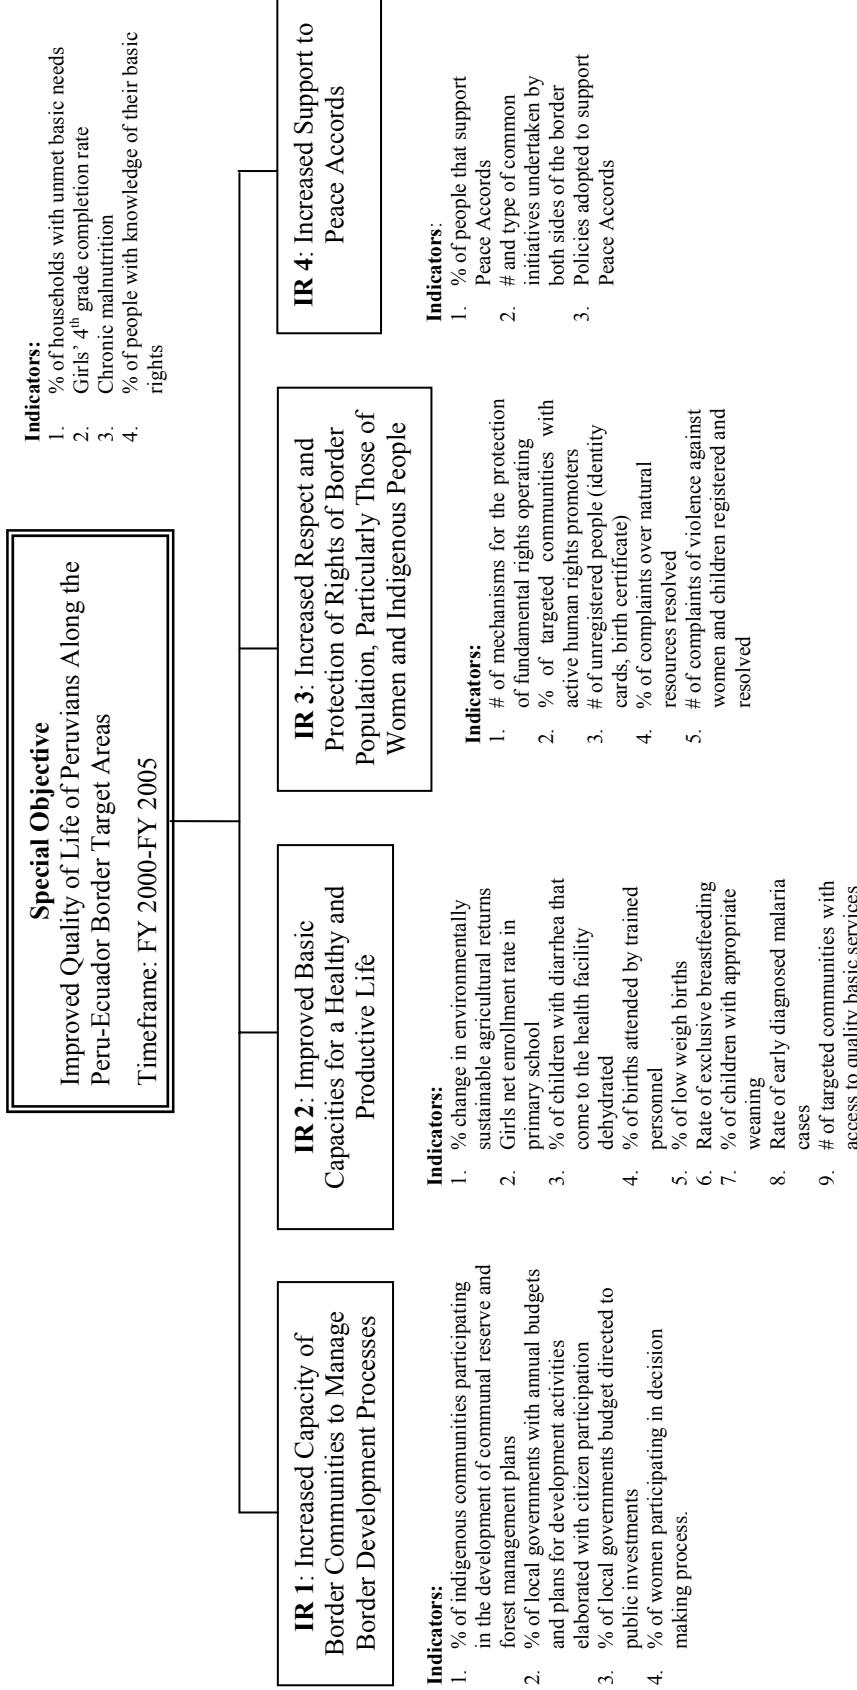 Special Objective
Improved Quality of Life of Peruvians Along the
Peru-Ecuador Border Target Areas
Timeframe: FY 2000-FY 2005
Indicators:
1. % of households with unmet basic needs
2. Girls' 4th grade completion rate
3. Chronic malnutrition
4. % of people with knowledge of their basic
rights
IR 1: Increased Capacity of
Border Communities to Manage
Border Development Processes
Indicators:
1. % of indigenous communities participating
in the development of communal reserve and
forest management plans
2. % of local governments with annual budgets
and plans for development activities
elaborated with citizen participation
3. % of local governments budget directed to
public investments
4. % of women participating in decision
making process.
IR 2: Improved Basic
Capacities for a Healthy and
Productive Life
Indicators:
1. % change in environmentally
sustainable agricultural returns
2. Girls net enrollment rate in
primary school
3. % of children with diarrhea that
come to the health facility
dehydrated
4. % of births attended by trained
personnel
5. % of low weigh births
6. Rate of exclusive breastfeeding
7. % of children with appropriate
weaning
8. Rate of early diagnosed malaria
cases
9. # of targeted communities with
access to quality basic services
IR 3: Increased Respect and
Protection of Rights of Border
Population, Particularly Those of
Women and Indigenous People
Indicators:
1. # of mechanisms for the protection
of fundamental rights operating
2. % of targeted communities with
active human rights promoters
3. # of unregistered people (identity
cards, birth certificate)
4. % of complaints over natural
resources resolved
5. # of complaints of violence against
women and children registered and
resolved
IR 4: Increased Support to
Peace Accords
Indicators:
1. % of people that support
Peace Accords
2. # and type of common
initiatives undertaken by
both sides of the border
3. Policies adopted to support
Peace Accords